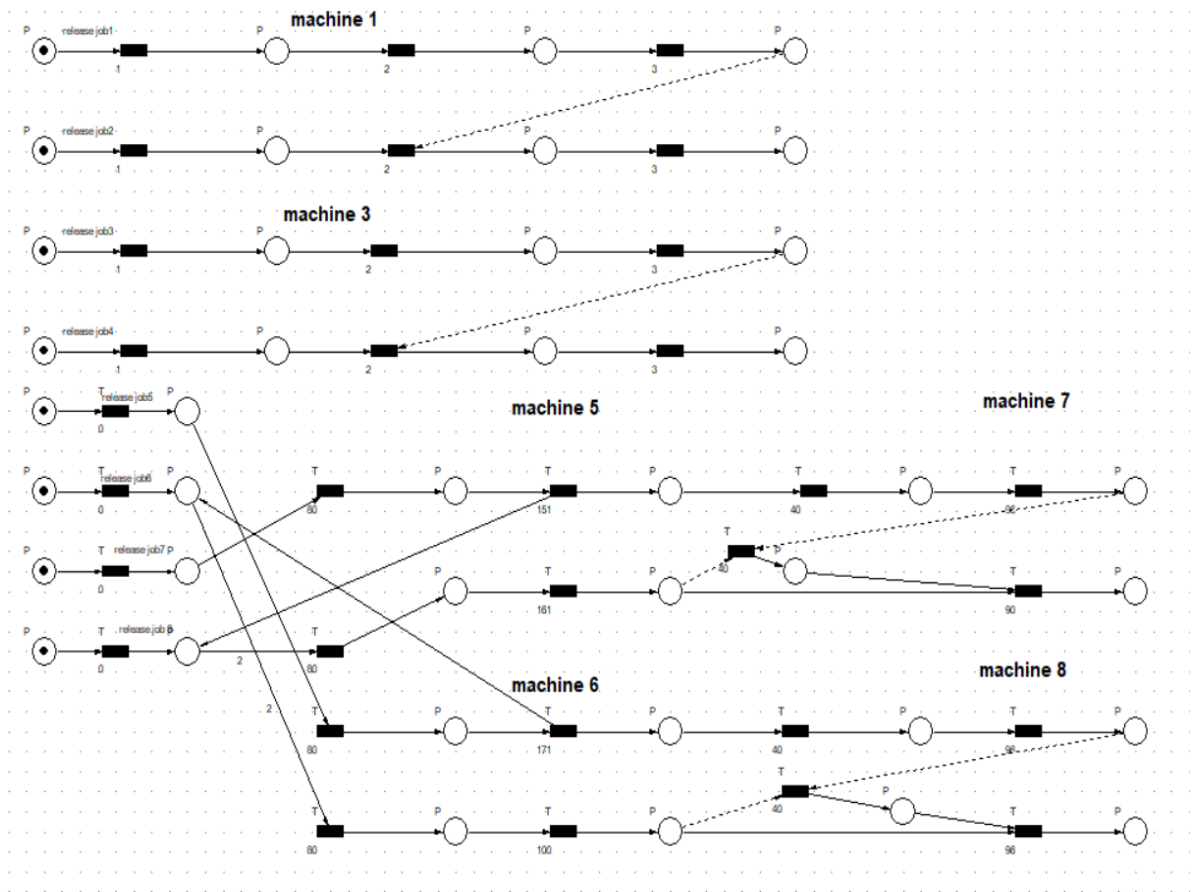 machine 1
P release job1 P P P
1 2 3
P release job2 P P P
1 2 3
machine 3
P release job3 P P P
1 2 3
P release job4 P P P
1 2 3
P T release job5 P
0
machine 5
machine 7
P T release job6 P T P T P T P T P
0 80 151 40
T
P T release job7 P P T P P T P
0 40 161 90
P T release job P T
0 2 80
machine 6
machine 8
2
T P T P T P T P
80 171 40 96
T
P
40
T P T P T P
80 100 96